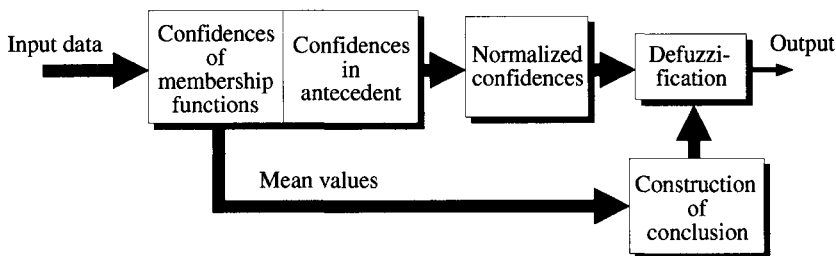 Input data
Confidences
of
membership
functions
Confidences
in
antecedent
Normalized
confidences
Defuzzi-
fication
Output
Mean values
Construction
of
conclusion